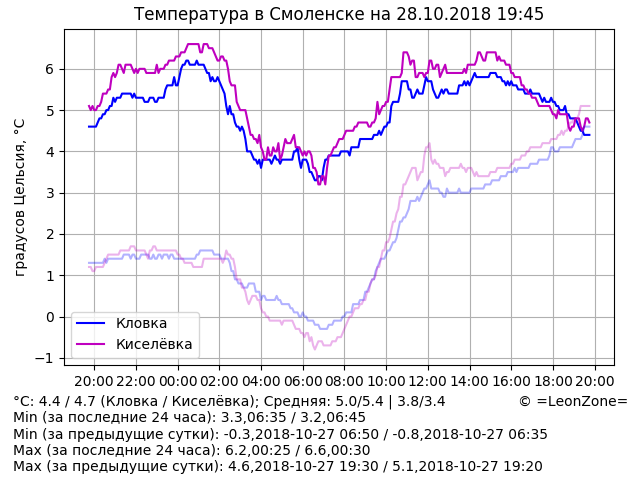 Температура в Смоленске на 28.10.2018 19:45
градусов Цельсия, °C
6
5
4
3
2
1
0
−1
Кловка
Киселёвка
20:00 22:00 00:00 02:00 04:00 06:00 08:00 10:00 12:00 14:00 16:00 18:00 20:00
°C: 4.4 / 4.7 (Кловка / Киселёвка); Средняя: 5.0/5.4 | 3.8/3.4 © =LeonZone=
Min (за последние 24 часа): 3.3,06:35 / 3.2,06:45
Min (за предыдущие сутки): -0.3,2018-10-27 06:50 / -0.8,2018-10-27 06:35
Max (за последние 24 часа): 6.2,00:25 / 6.6,00:30
Max (за предыдущие сутки): 4.6,2018-10-27 19:30 / 5.1,2018-10-27 19:20